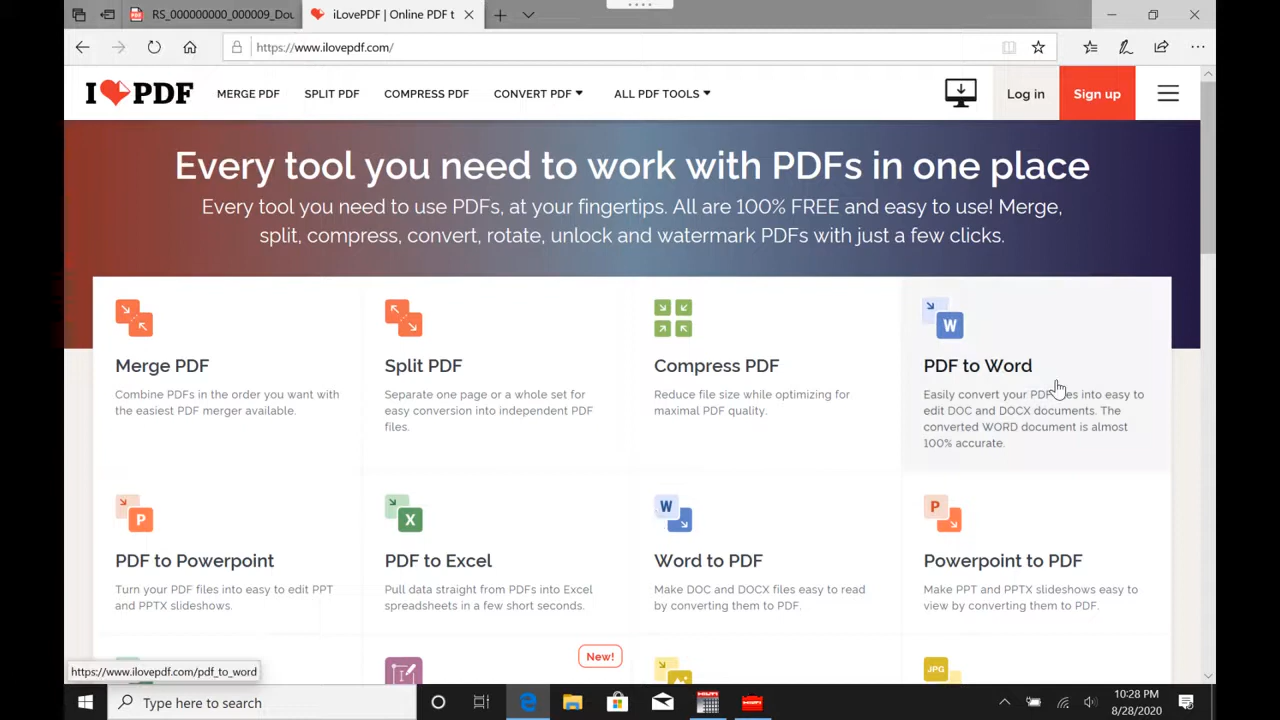 RS_000000000_000009_Dou
iLovePDF | Online PDF t
https://www.ilovepdf.com/
I PDF
MERGE PDF
SPLIT PDF
COMPRESS PDF
CONVERT PDF
ALL PDF TOOLS
Log in
Sign up
Every tool you need to work with PDFs in one place
Every tool you need to use PDFs, at your fingertips. All are 100% FREE and easy to use! Merge,
split, compress, convert, rotate, unlock and watermark PDFs with just a few clicks.
Merge PDF
Combine PDFs in the order you want with
the easiest PDF merger available.
Split PDF
Separate one page or a whole set for
easy conversion into independent PDF
files.
Compress PDF
Reduce file size while optimizing for
maximal PDF quality.
W
PDF to Word
Easily convert your PDF files into easy to
edit DOC and DOCX documents. The
converted WORD document is almost
100% accurate.
P
PDF to Powerpoint
Turn your PDF files into easy to edit PPT
and PPTX slideshows.
X
PDF to Excel
Pull data straight from PDFs into Excel
spreadsheets in a few short seconds.
W
Word to PDF
Make DOC and DOCX files easy to read
by converting them to PDF.
P
Powerpoint to PDF
Make PPT and PPTX slideshows easy to
view by converting them to PDF.
New!
JPG
https://www.ilovepdf.com/pdf_to_word
Type here to search
10:28 PM
8/28/2020